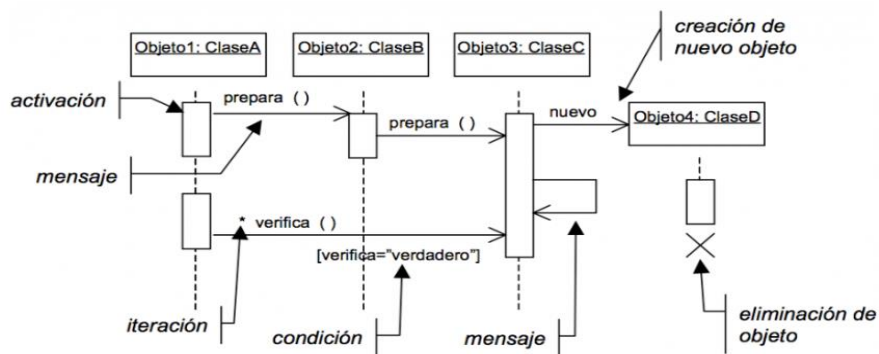 creación de
nuevo objeto
Objeto1: ClaseA
Objeto2: ClaseB
Objeto3: ClaseC
activación
prepara ( )
nuevo
Objeto4: ClaseD
prepara ( )
mensaje
* verifica ( )
[verifica="verdadero"]
iteración
condición
mensaje
eliminación de
objeto